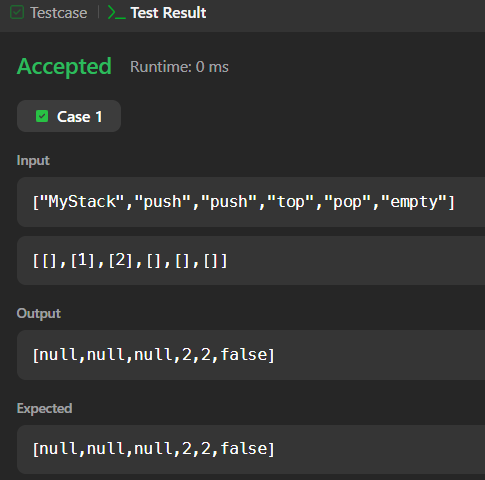 Testcase | >_ Test Result
Accepted Runtime: 0 ms
Case 1
Input
["MyStack","push","push","top","pop","empty"]
[[],[1],[2],[],[],[]]
Output
[null,null,null,2,2,false]
Expected
[null,null,null,2,2,false]